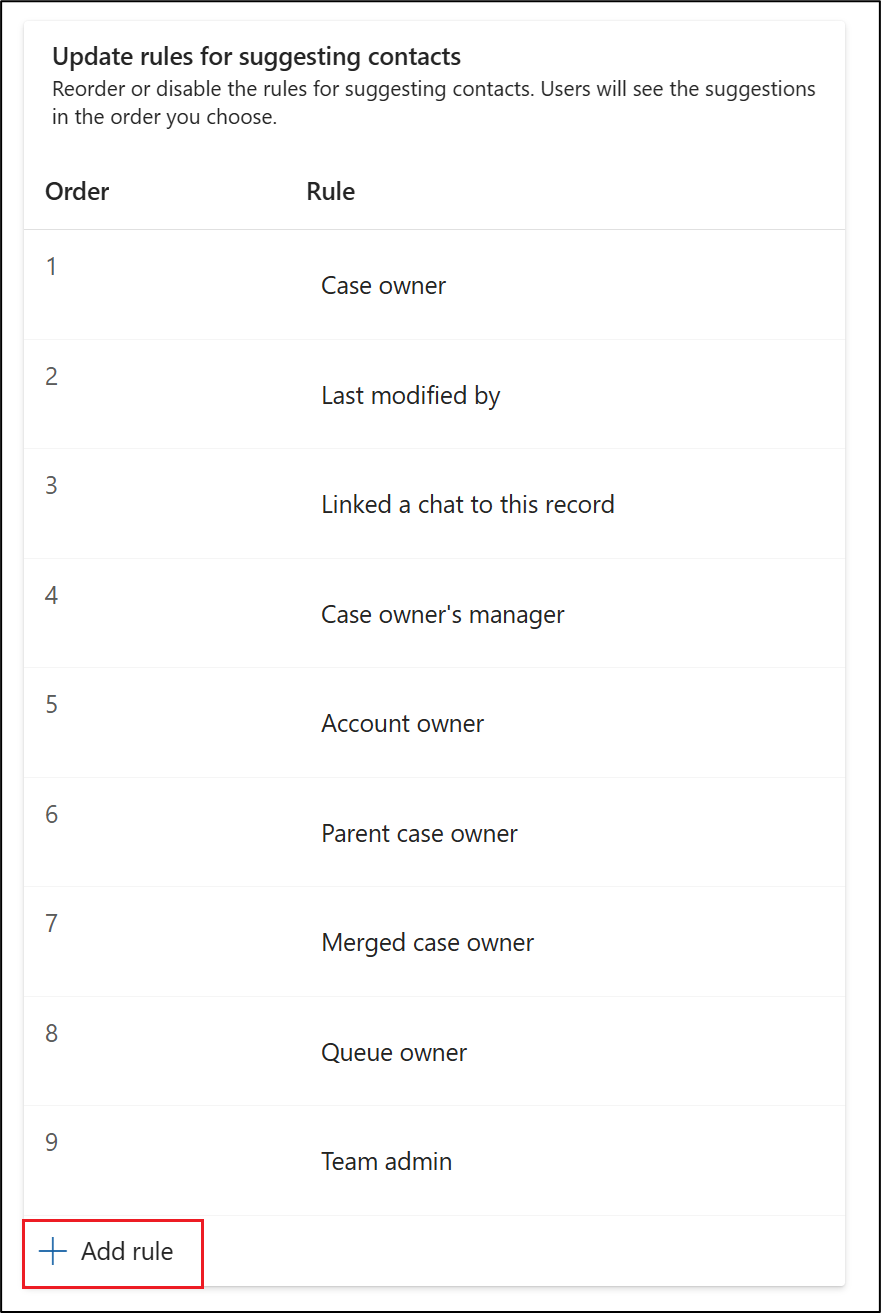 Update rules for suggesting contacts
Reorder or disable the rules for suggesting contacts. Users will see the suggestions
in the order you choose.
Order Rule
1 Case owner
2 Last modified by
3 Linked a chat to this record
4 Case owner's manager
5 Account owner
6 Parent case owner
7 Merged case owner
8 Queue owner
9 Team admin
Add rule